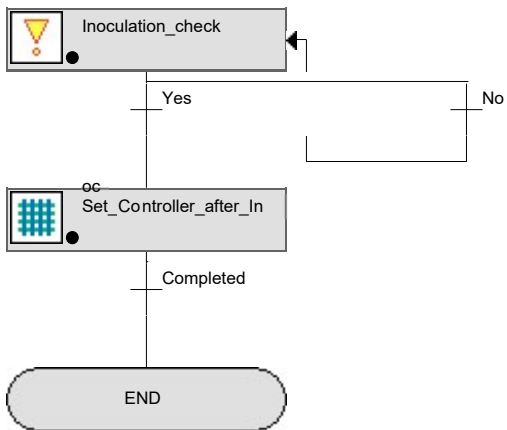 Inoculation_check
Yes
No
oc
Set_Controller_after_In
Completed
END